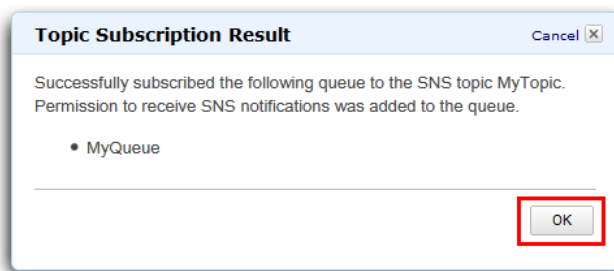 Topic Subscription Result Cancel
Successfully subscribed the following queue to the SNS topic MyTopic.
Permission to receive SNS notifications was added to the queue.
• MyQueue
OK